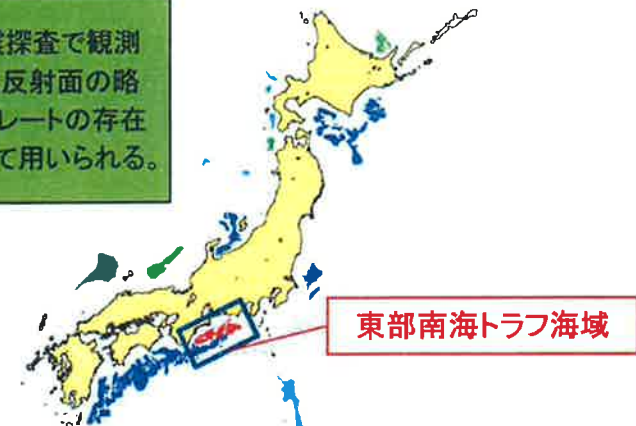 探査で観測
反射面の略
レートの存在
て用いられる。
東部南海トラフ海域